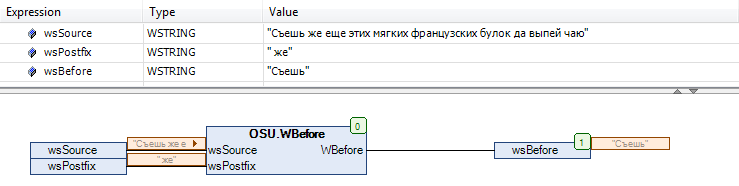 Expression Type Value
wsSource WSTRING "Съешь же еще этих мягких французских булок да выпей чаю"
wsPostfix WSTRING " же"
wsBefore WSTRING "Съешь"
0
OSU.WBefore
wsSource "Съешь же е wsSource WBefore wsBefore 1 "Съешь"
wsPostfix " же" wsPostfix